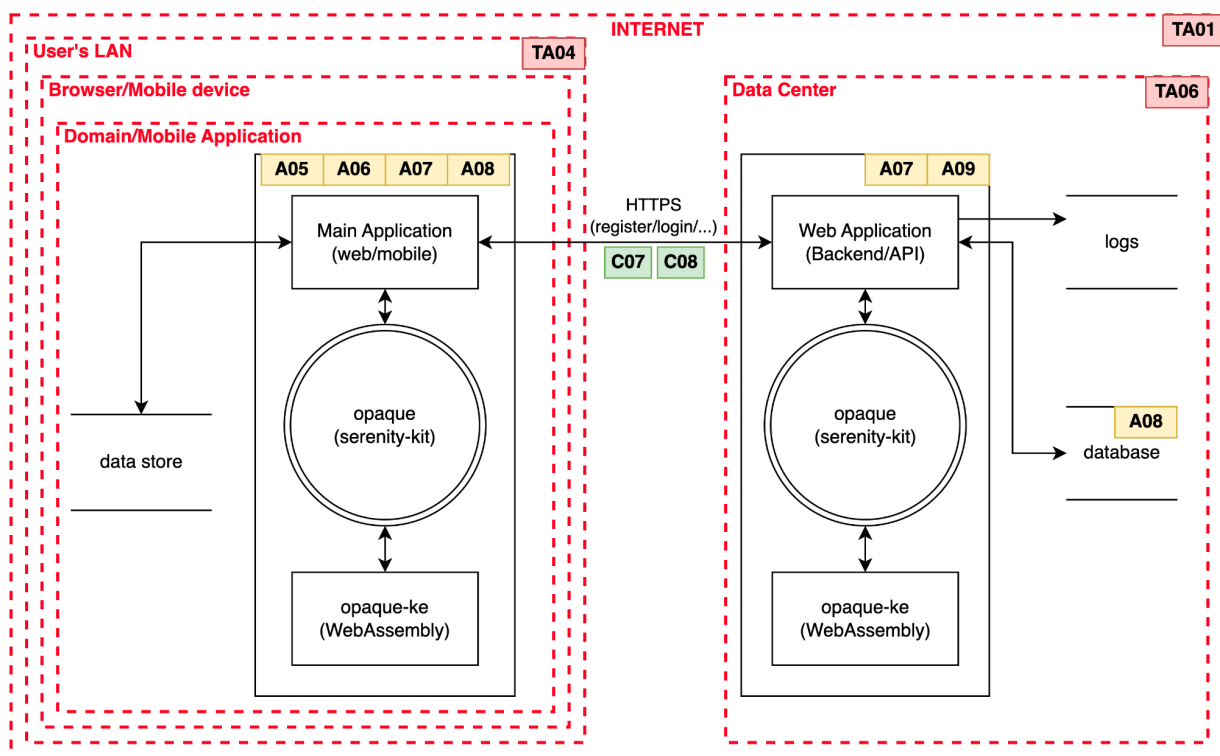 INTERNET
TA01
User's LAN
TA04
Browser/Mobile device
Data Center
TA06
Domain/Mobile Application
A05 A06 A07 A08
A07 A09
Main Application
(web/mobile)
HTTPS
(register/login/...)
C07 C08
Web Application
(Backend/API)
logs
opaque
(serenity-kit)
opaque
(serenity-kit)
data store
A08
database
opaque-ke
(WebAssembly)
opaque-ke
(WebAssembly)